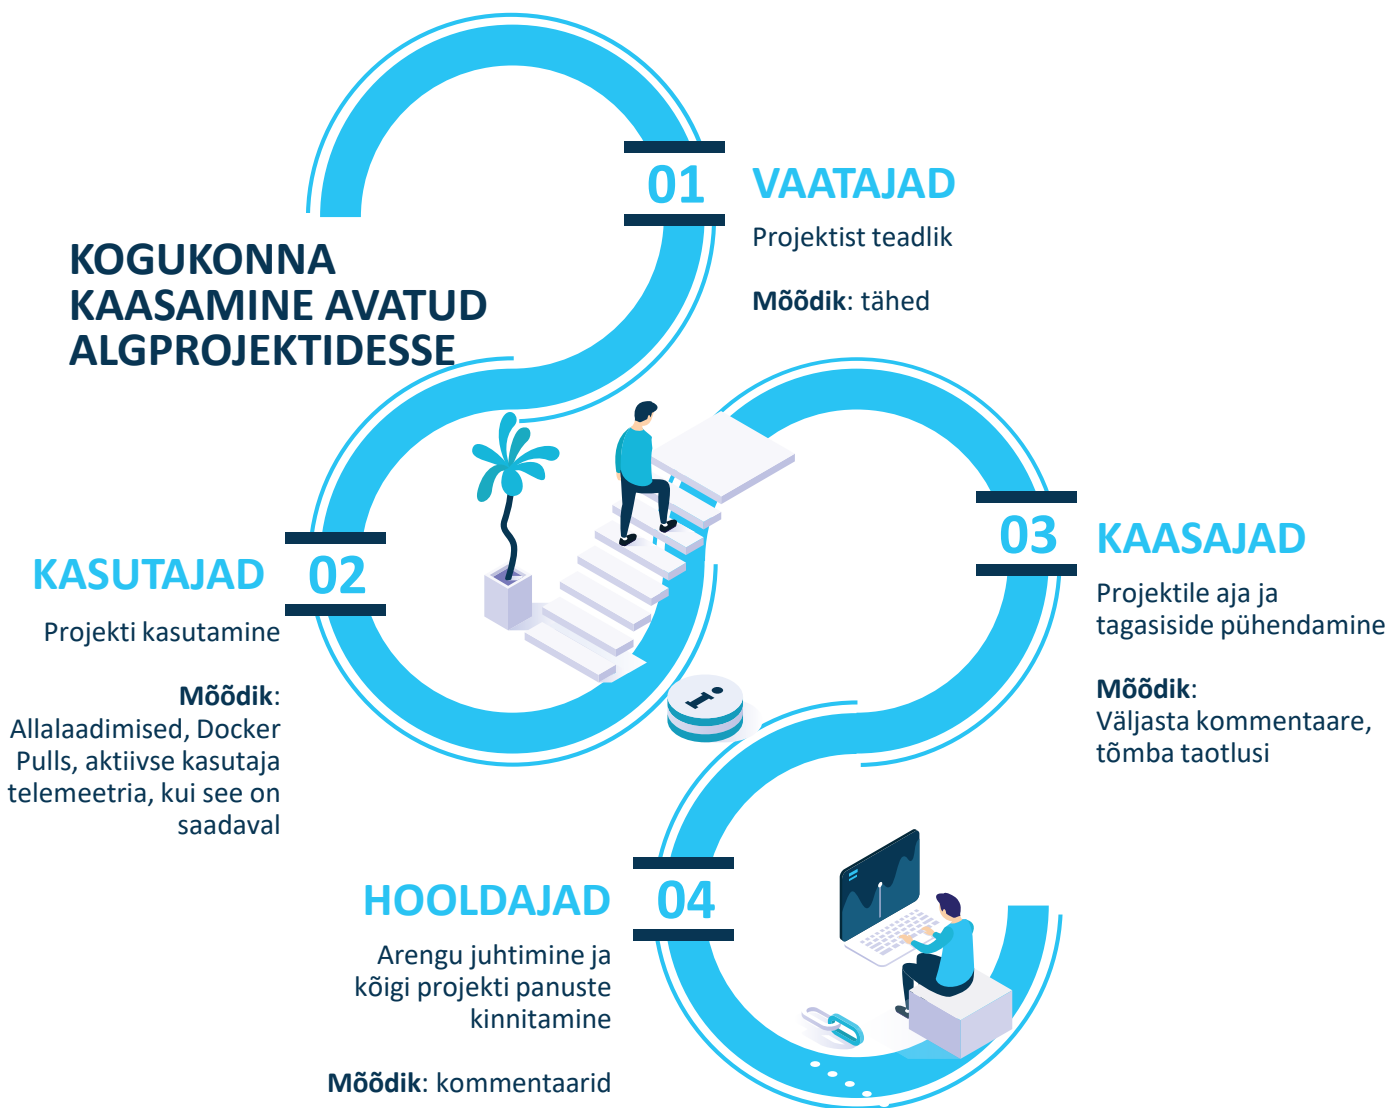 KOGUKONNA
KAASAMINE AVATUD
ALGPROJEKTIDESSE
01
VAATAJAD
Projektist teadlik
Mõõdik: tähed
02
KASUTAJAD
Projekti kasutamine
Mõõdik:
Allalaadimised, Docker
Pulls, aktiivse kasutaja
telemeetria, kui see on
saadaval
03
KAASAJAD
Projektile aja ja
tagasiside pühendamine
Mõõdik:
Väljasta kommentaare,
tõmba taotlusi
04
HOOLDAJAD
Arengu juhtimine ja
kõigi projekti panuste
kinnitamine
Mõõdik: kommentaarid